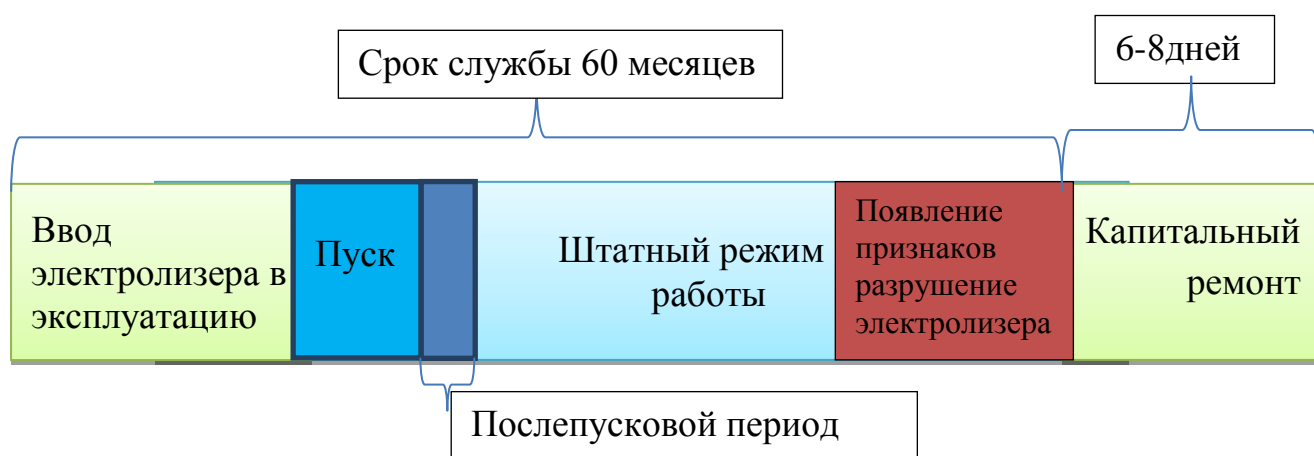 Срок службы 60 месяцев
6-8дней
Ввод
электролизера в
эксплуатацию
Пуск
Штатный режим
работы
Появление
признаков
разрушение
электролизера
Капитальный
ремонт
Послепусковой период